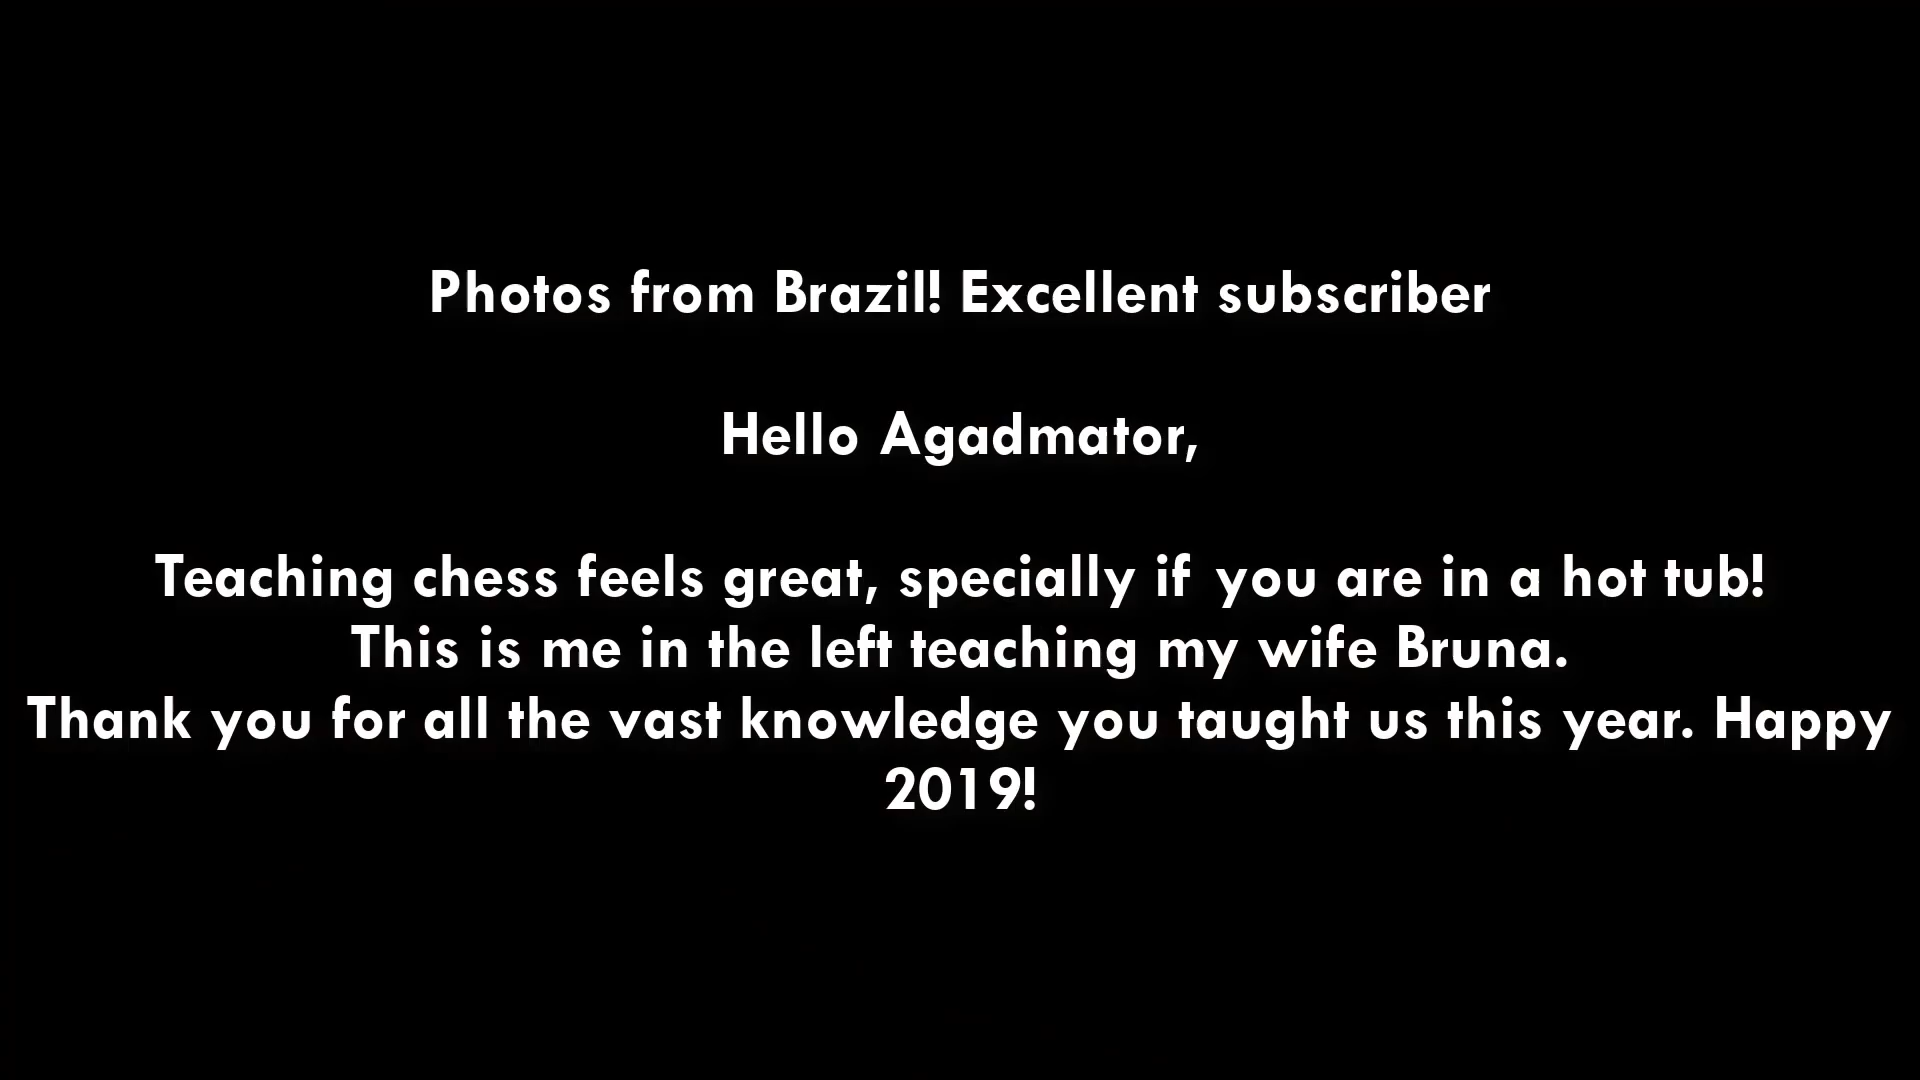 Photos from Brazil! Excellent subscriber
Hello Agadmator,
Teaching chess feels great, specially if you are in a hot tub!
This is me in the left teaching my wife Bruna.
Thank you for all the vast knowledge you taught us this year. Happy
2019!